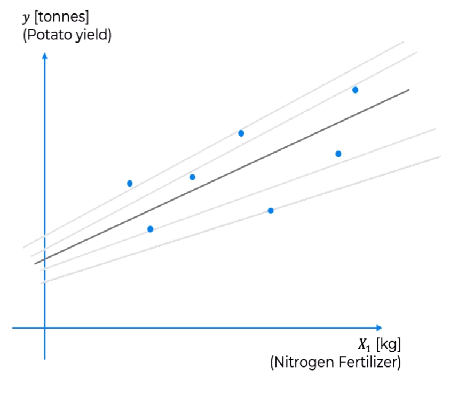 y [tonnes]
(Potato yield)
X₁ [kg]
(Nitrogen Fertilizer)